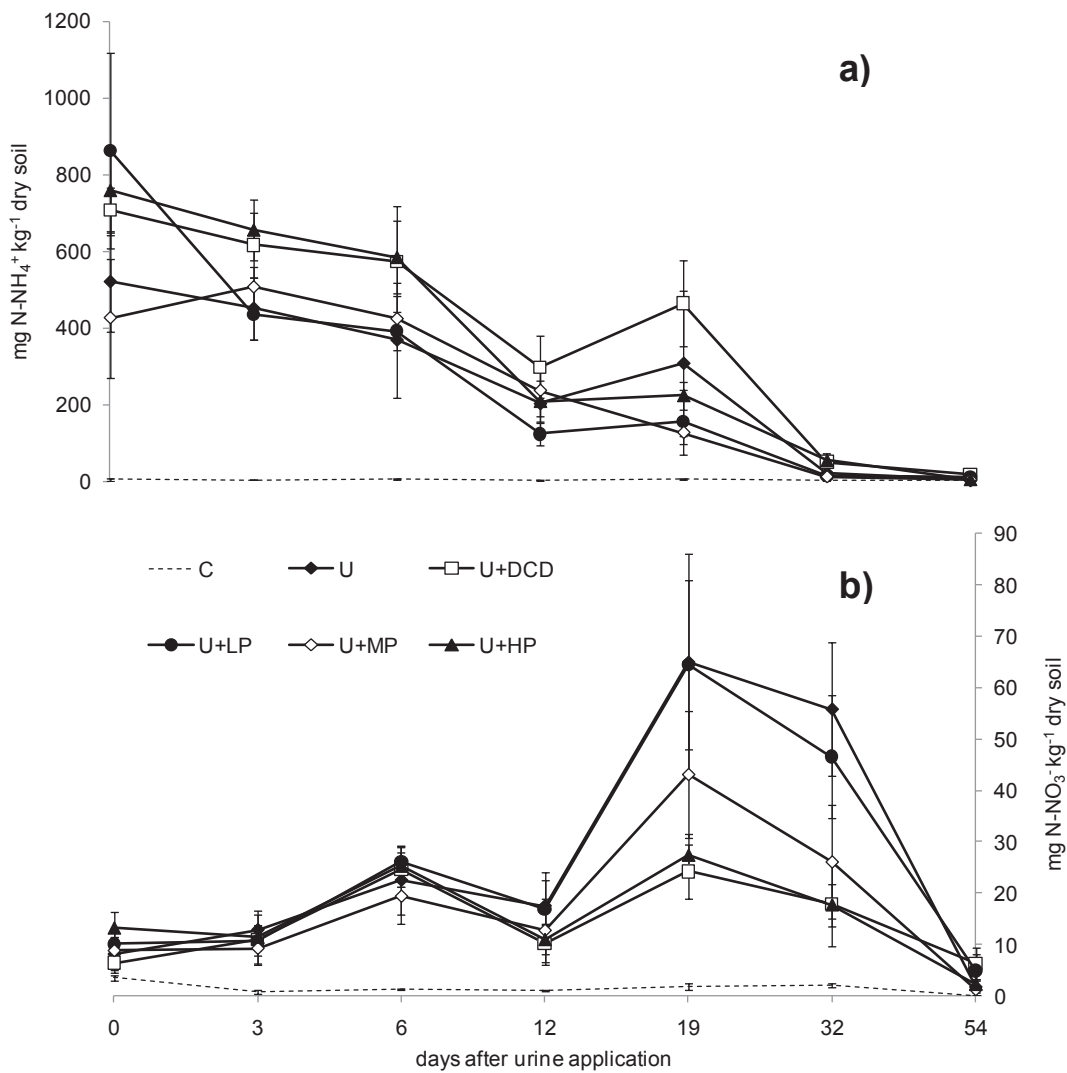 a)
mg N-NH₄⁺ kg⁻¹ dry soil
1200
1000
800
600
400
200
0
b)
C U U+DCD
U+LP U+MP U+HP
90
80
70
60
50
40
30
20
10
0
mg N-NO₃⁻ kg⁻¹ dry soil
0 3 6 12 19 32 54
days after urine application